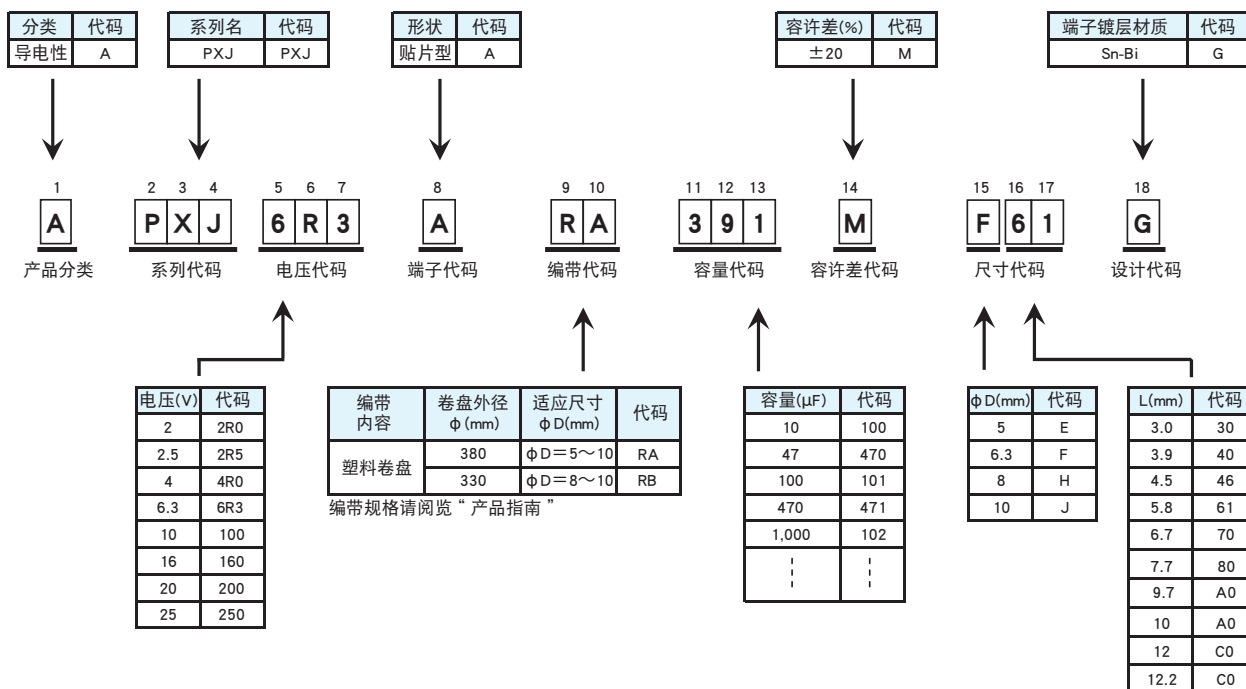 分类 代码 系列名 代码 形状 代码 容许差(%) 代码 端子镀层材质 代码
导电性 A PXJ PXJ 贴片型 A ±20 M Sn-Bi G
1 2 3 4 5 6 7 8 9 10 11 12 13 14 15 16 17 18
A P X J 6 R 3 A R A 3 9 1 M F 6 1 G
产品分类 系列代码 电压代码 端子代码 编带代码 容量代码 容许差代码 尺寸代码 设计代码
电压(V) 代码
2 2R0
2.5 2R5
4 4R0
6.3 6R3
10 100
16 160
20 200
25 250
编带内容 卷盘外径φ(mm) 适应尺寸φD(mm) 代码
塑料卷盘 380 φD=5~10 RA
330 φD=8~10 RB
编带规格请阅览“产品指南”
容量(μF) 代码
10 100
47 470
100 101
470 471
1,000 102
φD(mm) 代码
5 E
6.3 F
8 H
10 J
L(mm) 代码
3.0 30
3.9 40
4.5 46
5.8 61
6.7 70
7.7 80
9.7 A0
10 A0
12 C0
12.2 C0